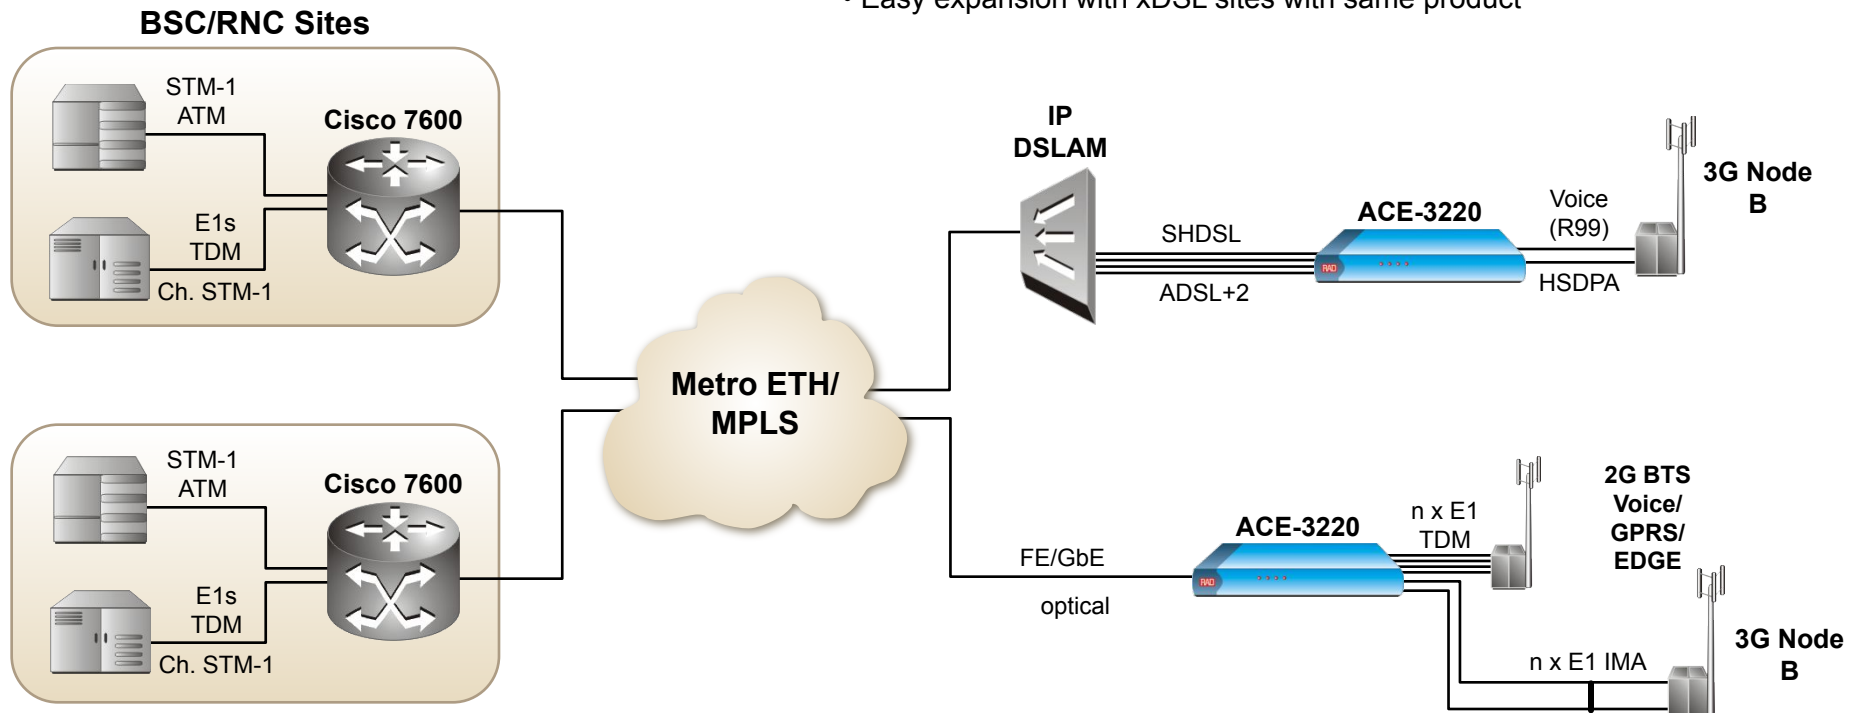 • Easy expansion with xDSL sites with same product
BSC/RNC Sites
STM-1
ATM
Cisco 7600
E1s
TDM
Ch. STM-1
STM-1
ATM
Cisco 7600
E1s
TDM
Ch. STM-1
Metro ETH/
MPLS
IP
DSLAM
SHDSL
ADSL+2
ACE-3220
RAD
Voice
(R99)
HSDPA
3G Node
B
FE/GbE
optical
ACE-3220
RAD
n x E1
TDM
2G BTS
Voice/
GPRS/
EDGE
n x E1 IMA
3G Node
B